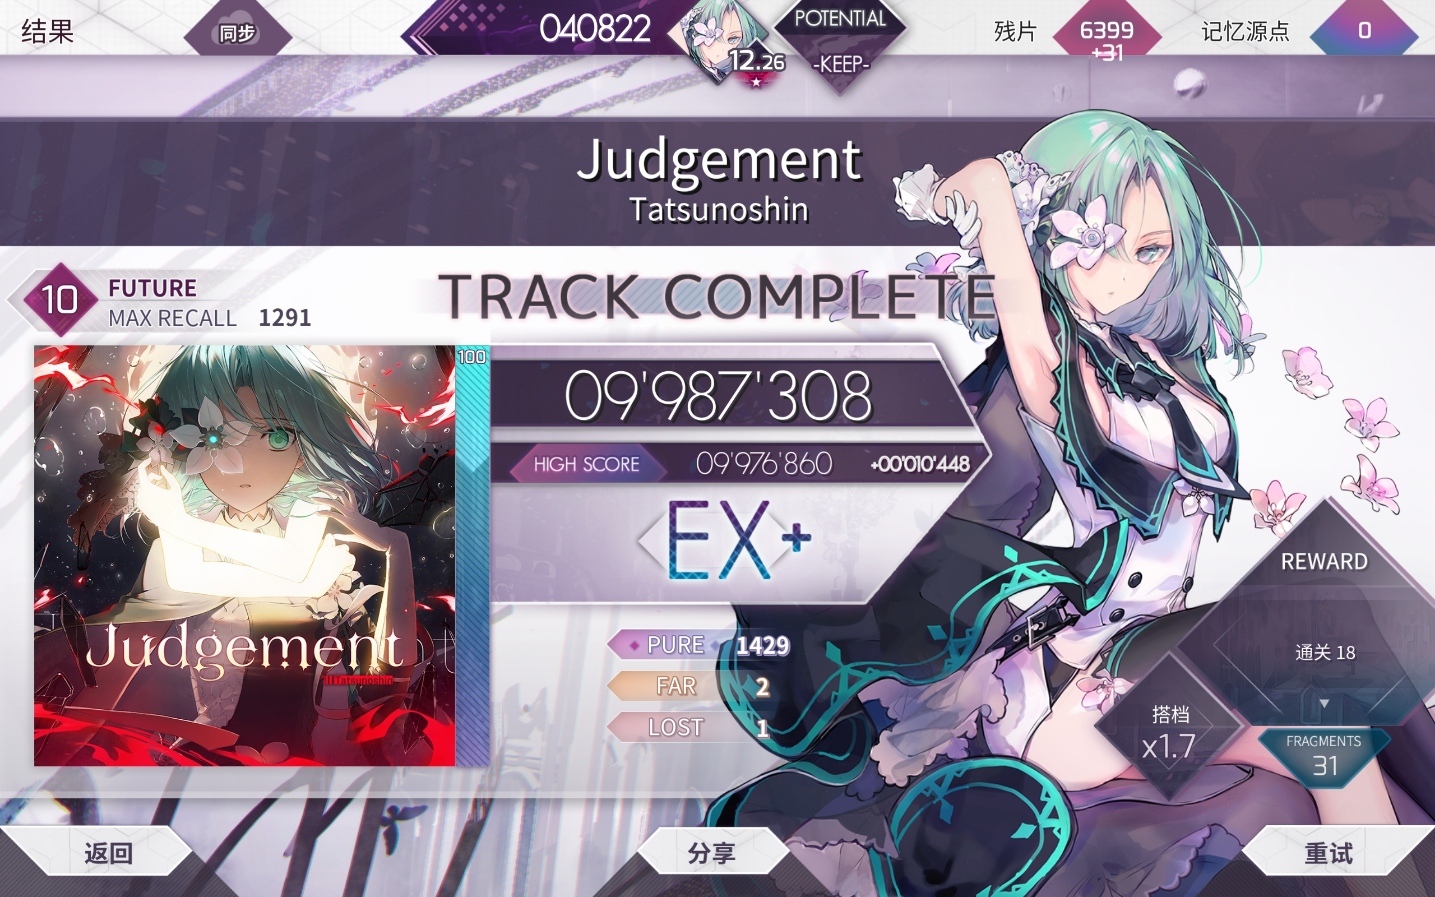 结果
同步
040822
12.26
POTENTIAL
-KEEP-
残片
6399
+31
记忆源点
0
Judgement
Tatsunoshin
10
FUTURE
MAX RECALL 1291
TRACK COMPLETE
100
09'987'308
HIGH SCORE 09'976'860 +00'010'448
EX+
PURE 1429
FAR 2
LOST 1
Judgement
Tatsunoshin
REWARD
通关 18
搭档
x1.7
FRAGMENTS
31
返回
分享
重试